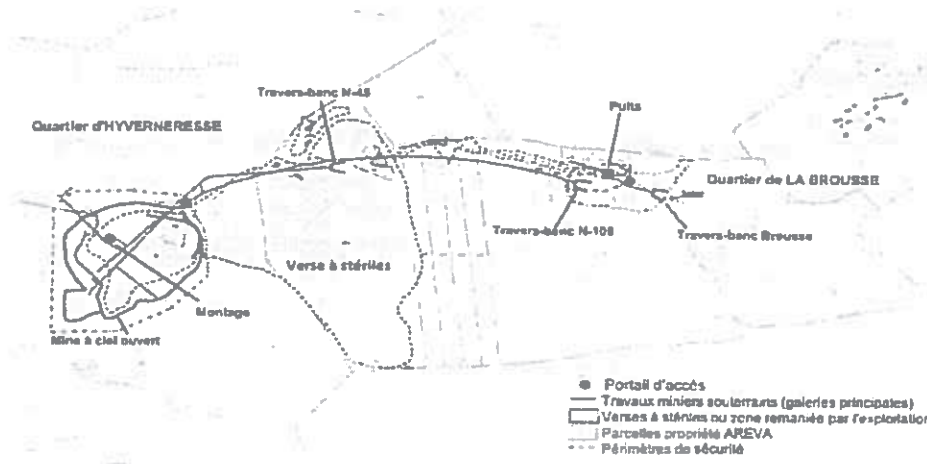 Travers-banc N-45
Puits
Quartier d'HYVERNERESSE
Quartier de LA BROUSSE
Travers-banc N-108
Travers-banc Brousse
Verse à stériles
Montage
Mine à ciel ouvert
Portail d'accès
Travaux miniers souterrains (galeries principales)
Verses à stériles ou zone remaniée par l'exploitation
Parcelles propriété AREVA
Périmètres de sécurité